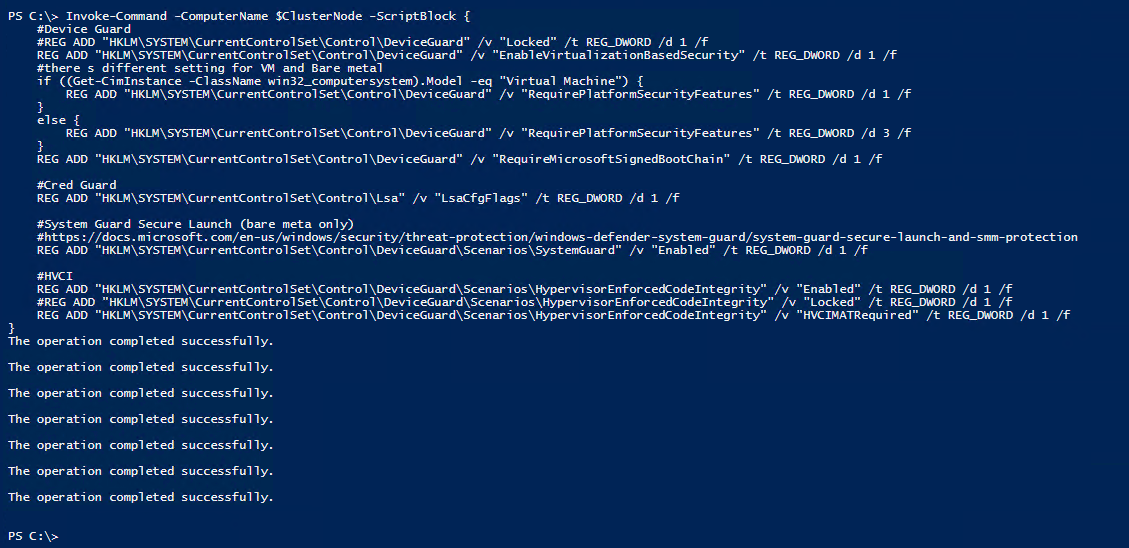 PS C:\> Invoke-Command -ComputerName $ClusterNode -ScriptBlock {
    #Device Guard
    #REG ADD "HKLM\SYSTEM\CurrentControlSet\Control\DeviceGuard" /v "Locked" /t REG_DWORD /d 1 /f
    REG ADD "HKLM\SYSTEM\CurrentControlSet\Control\DeviceGuard" /v "EnableVirtualizationBasedSecurity" /t REG_DWORD /d 1 /f
    #there s different setting for VM and Bare metal
    if ((Get-CimInstance -ClassName win32_computersystem).Model -eq "Virtual Machine") {
        REG ADD "HKLM\SYSTEM\CurrentControlSet\Control\DeviceGuard" /v "RequirePlatformSecurityFeatures" /t REG_DWORD /d 1 /f
    }
    else {
        REG ADD "HKLM\SYSTEM\CurrentControlSet\Control\DeviceGuard" /v "RequirePlatformSecurityFeatures" /t REG_DWORD /d 3 /f
    }
    REG ADD "HKLM\SYSTEM\CurrentControlSet\Control\DeviceGuard" /v "RequireMicrosoftSignedBootChain" /t REG_DWORD /d 1 /f

    #Cred Guard
    REG ADD "HKLM\SYSTEM\CurrentControlSet\Control\Lsa" /v "LsaCfgFlags" /t REG_DWORD /d 1 /f

    #System Guard Secure Launch (bare meta only)
    #https://docs.microsoft.com/en-us/windows/security/threat-protection/windows-defender-system-guard/system-guard-secure-launch-and-smm-protection
    REG ADD "HKLM\SYSTEM\CurrentControlSet\Control\DeviceGuard\Scenarios\SystemGuard" /v "Enabled" /t REG_DWORD /d 1 /f

    #HVCI
    REG ADD "HKLM\SYSTEM\CurrentControlSet\Control\DeviceGuard\Scenarios\HypervisorEnforcedCodeIntegrity" /v "Enabled" /t REG_DWORD /d 1 /f
    #REG ADD "HKLM\SYSTEM\CurrentControlSet\Control\DeviceGuard\Scenarios\HypervisorEnforcedCodeIntegrity" /v "Locked" /t REG_DWORD /d 1 /f
    REG ADD "HKLM\SYSTEM\CurrentControlSet\Control\DeviceGuard\Scenarios\HypervisorEnforcedCodeIntegrity" /v "HVCIMATRequired" /t REG_DWORD /d 1 /f
}
The operation completed successfully.

The operation completed successfully.

The operation completed successfully.

The operation completed successfully.

The operation completed successfully.

The operation completed successfully.

The operation completed successfully.


PS C:\>